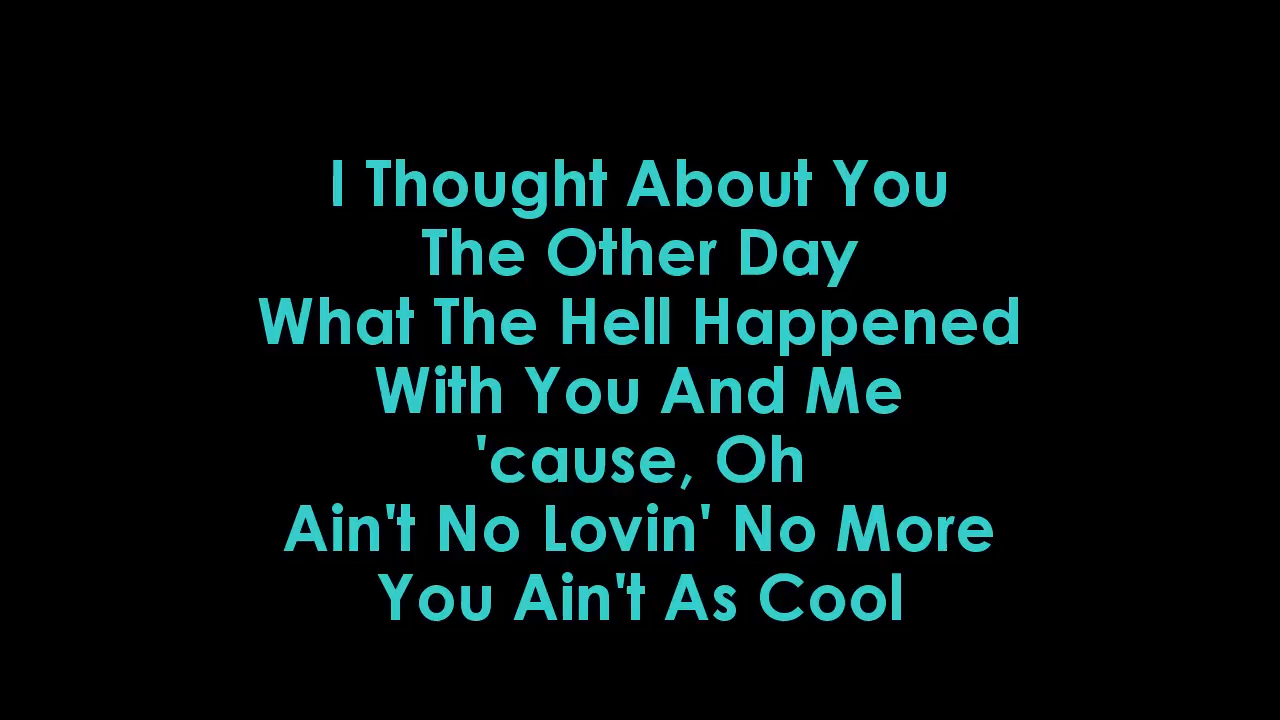 I Thought About You
The Other Day
What The Hell Happened
With You And Me
'cause, Oh
Ain't No Lovin' No More
You Ain't As Cool